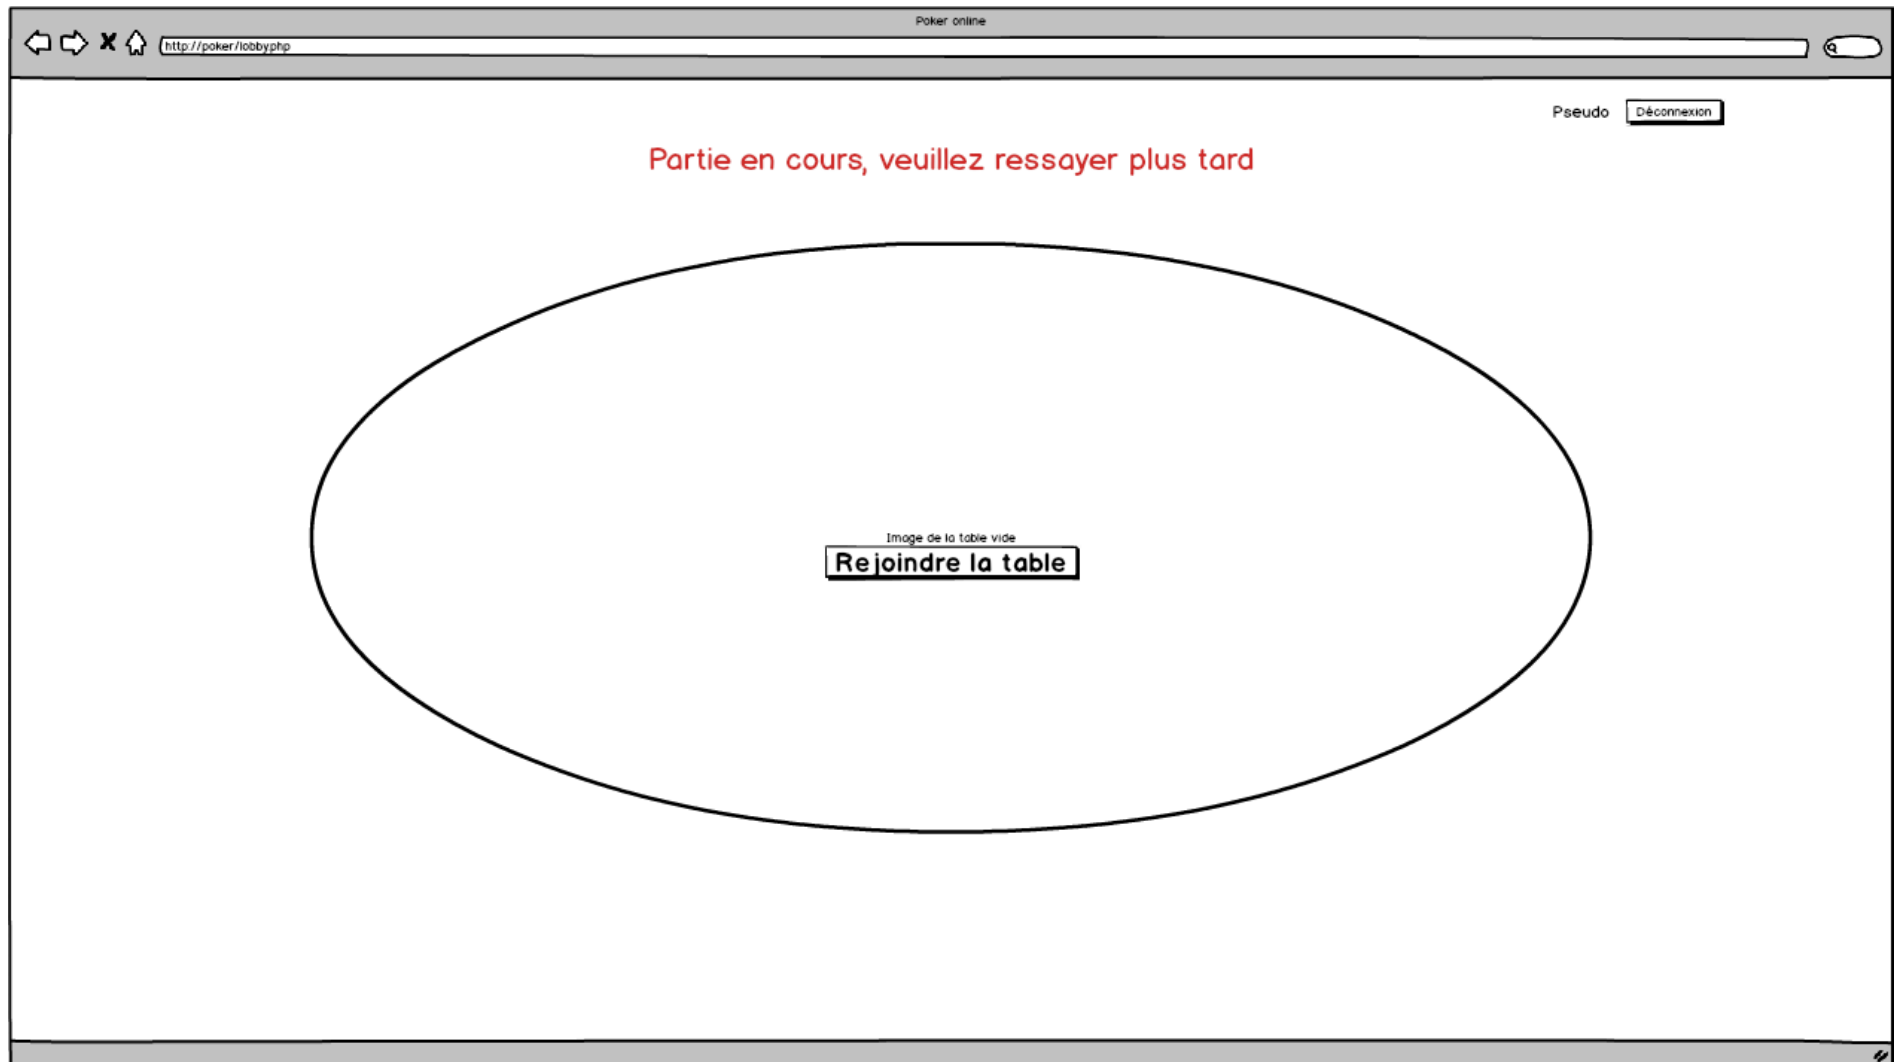 Poker online
http://poker/lobby.php
Pseudo
Déconnexion
Partie en cours, veuillez ressayer plus tard
Image de la table vide
Rejoindre la table